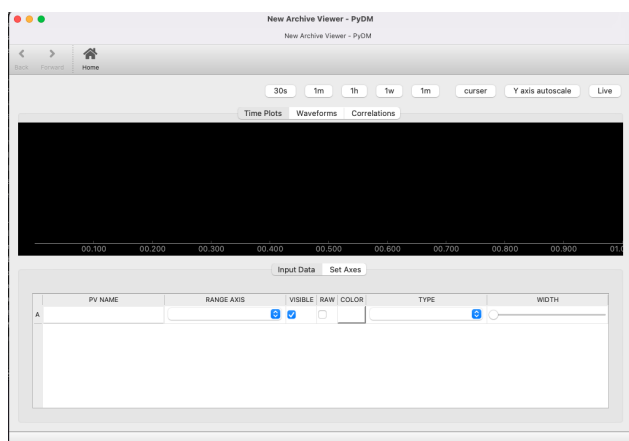 New Archive Viewer - PyDM
New Archive Viewer - PyDM
Back Forward Home
30s 1m 1h 1w 1m curser Y axis autoscale Live
Time Plots Waveforms Correlations
00.100 00.200 00.300 00.400 00.500 00.600 00.700 00.800 00.900 01.0
Input Data Set Axes
PV NAME RANGE AXIS VISIBLE RAW COLOR TYPE WIDTH
A